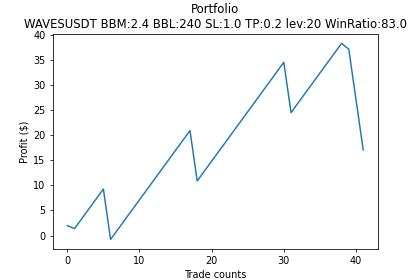 Portfolio
WAVESUSDT BBM:2.4 BBL:240 SL:1.0 TP:0.2 lev:20 WinRatio:83.0
40
35
30
25
20
15
10
5
0
Profit ($)
0 10 20 30 40
Trade counts